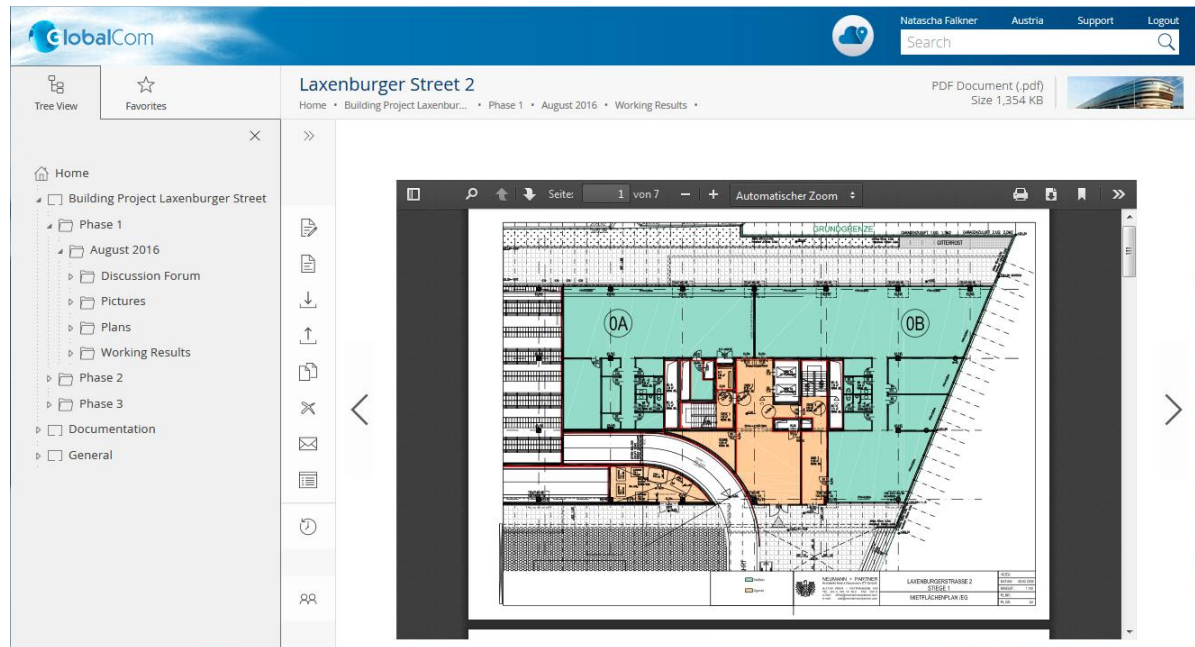 GlobalCom
Natascha Falkner Austria Support Logout
Search
Tree View Favorites
Laxenburger Street 2
Home • Building Project Laxenbur... • Phase 1 • August 2016 • Working Results •
PDF Document (.pdf)
Size 1,354 KB
Home
Building Project Laxenburger Street
Phase 1
August 2016
Discussion Forum
Pictures
Plans
Working Results
Phase 2
Phase 3
Documentation
General
Seite: 1 von 7 Automatischer Zoom
GRUNDGRENZE
GITTERROST
0A
0B
NEUMANN + PARTNER
LAXENBURGERSTRASSE 2
STIEGE 1
MIETFLÄCHENPLAN /EG